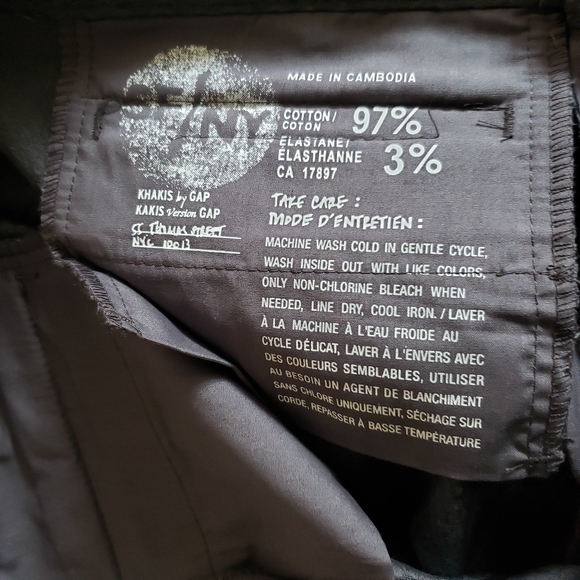 SF/NY
MADE IN CAMBODIA
COTTON/
COTON
97%
ELASTANE/
ÉLASTHANNE
3%
CA 17897
KHAKIS by GAP
KAKIS Version GAP
ST THOMAS STREET
NYC 10013
TAKE CARE :
MODE D'ENTRETIEN :
MACHINE WASH COLD IN GENTLE CYCLE,
WASH INSIDE OUT WITH LIKE COLORS,
ONLY NON-CHLORINE BLEACH WHEN
NEEDED, LINE DRY, COOL IRON. / LAVER
À LA MACHINE À L'EAU FROIDE AU
CYCLE DÉLICAT, LAVER À L'ENVERS AVEC
DES COULEURS SEMBLABLES, UTILISER
AU BESOIN UN AGENT DE BLANCHIMENT
SANS CHLORE UNIQUEMENT, SÉCHAGE SUR
CORDE, REPASSER À BASSE TEMPÉRATURE